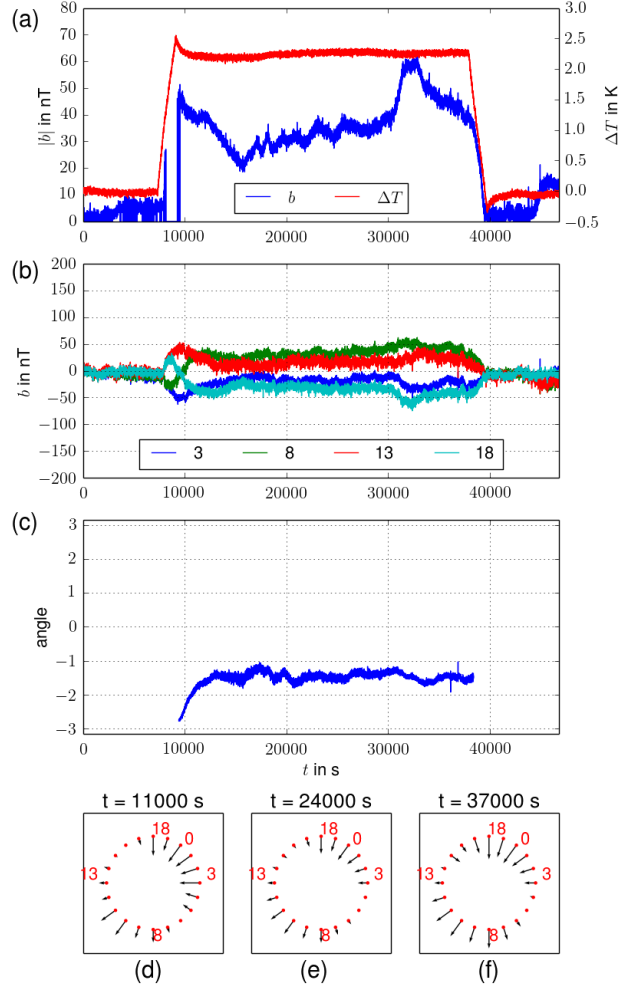 (a)
80
70
60
50
40
30
20
10
0
|b| in nT
3.0
2.5
2.0
1.5
1.0
0.5
0.0
−0.5
ΔT in K
b ΔT
0 10000 20000 30000 40000
(b)
200
150
100
50
0
−50
−100
−150
−200
b in nT
3 8 13 18
0 10000 20000 30000 40000
(c)
3
2
1
0
−1
−2
−3
angle
0 10000 20000 30000 40000
t in s
t = 11000 s t = 24000 s t = 37000 s
18 0 18 0 18 0
13 3 13 3 13 3
8 8 8
(d) (e) (f)